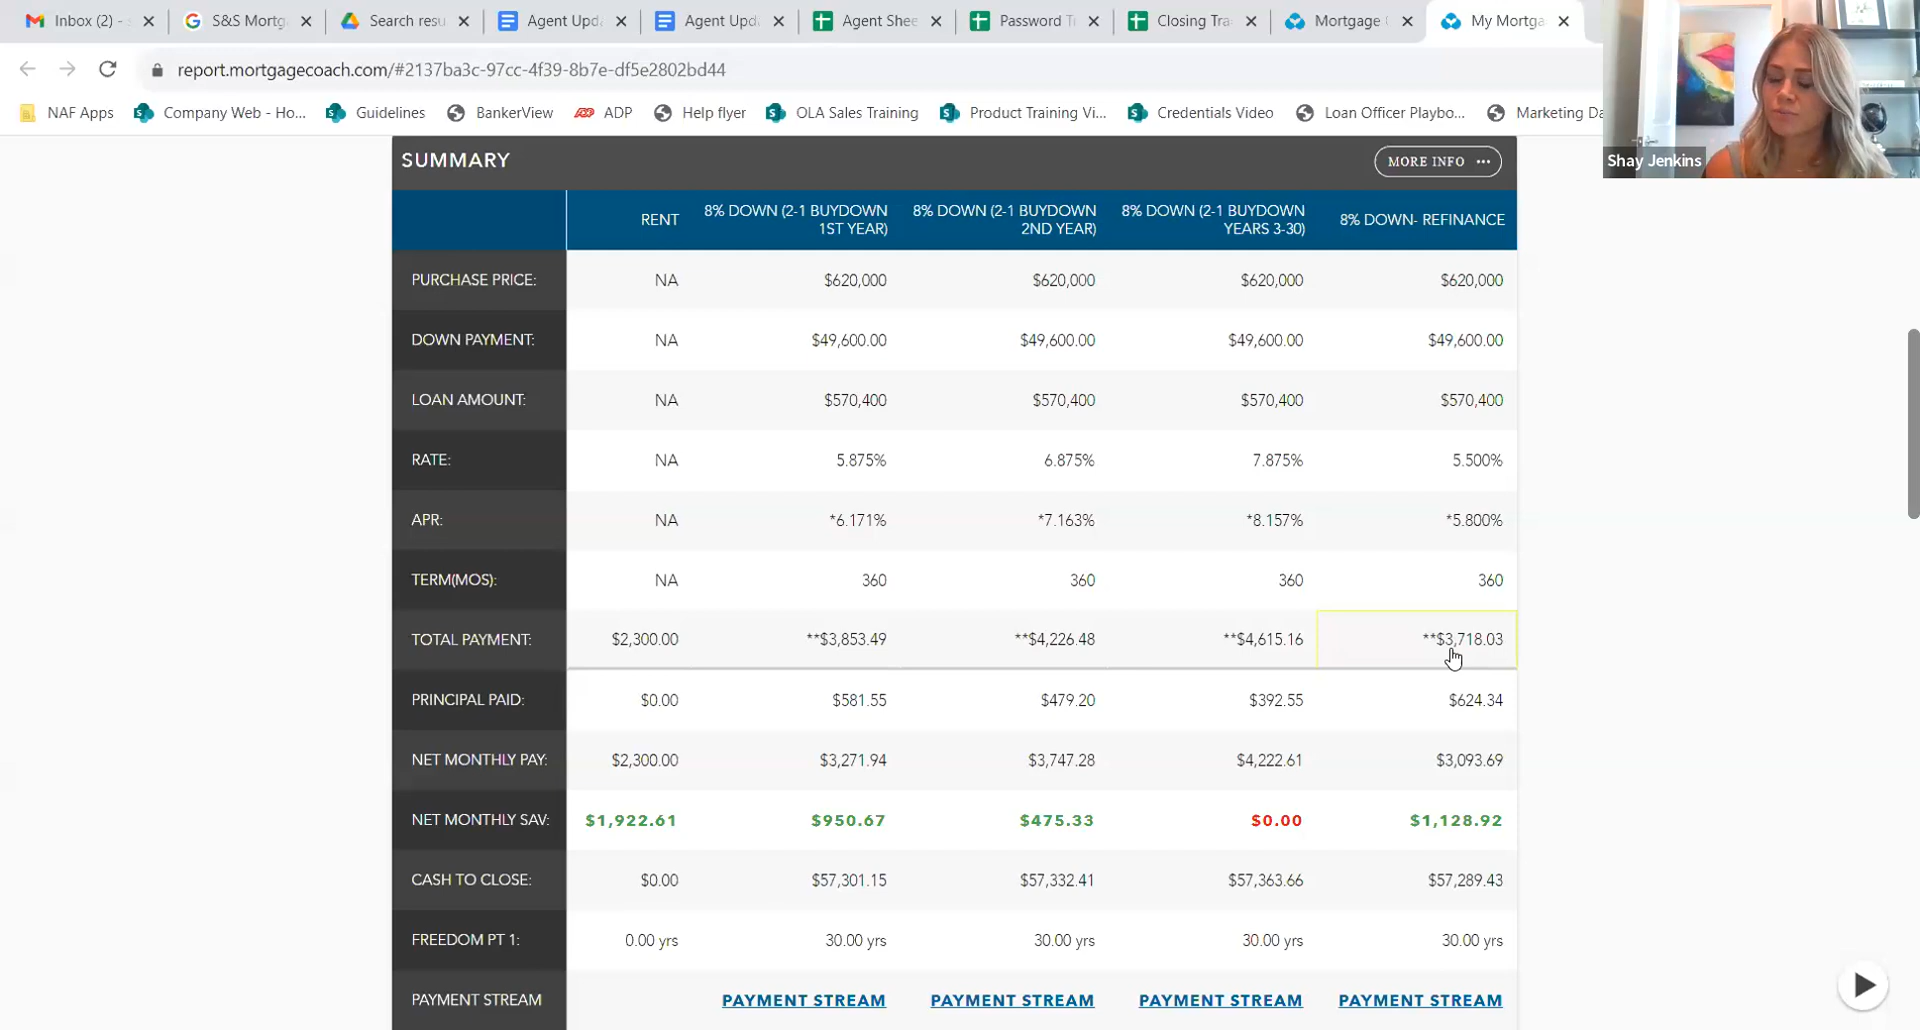 Inbox (2) - s
S&S Mortg
Search resu
Agent Upd
Agent Upd
Agent Shee
Password T
Closing Tra
Mortgage C
My Mortga
report.mortgagecoach.com/#2137ba3c-97cc-4f39-8b7e-df5e2802bd44
NAF Apps
Company Web - Ho...
Guidelines
BankerView
ADP
Help flyer
OLA Sales Training
Product Training Vi...
Credentials Video
Loan Officer Playbo...
Marketing Da
Shay Jenkins
SUMMARY
MORE INFO ···
RENT
8% DOWN (2-1 BUYDOWN
1ST YEAR)
8% DOWN (2-1 BUYDOWN
2ND YEAR)
8% DOWN (2-1 BUYDOWN
YEARS 3-30)
8% DOWN- REFINANCE
PURCHASE PRICE: NA $620,000 $620,000 $620,000 $620,000
DOWN PAYMENT: NA $49,600.00 $49,600.00 $49,600.00 $49,600.00
LOAN AMOUNT: NA $570,400 $570,400 $570,400 $570,400
RATE: NA 5.875% 6.875% 7.875% 5.500%
APR: NA *6.171% *7.163% *8.157% *5.800%
TERM(MOS): NA 360 360 360 360
TOTAL PAYMENT: $2,300.00 **$3,853.49 **$4,226.48 **$4,615.16 **$3,718.03
PRINCIPAL PAID: $0.00 $581.55 $479.20 $392.55 $624.34
NET MONTHLY PAY: $2,300.00 $3,271.94 $3,747.28 $4,222.61 $3,093.69
NET MONTHLY SAV: $1,922.61 $950.67 $475.33 $0.00 $1,128.92
CASH TO CLOSE: $0.00 $57,301.15 $57,332.41 $57,363.66 $57,289.43
FREEDOM PT 1: 0.00 yrs 30.00 yrs 30.00 yrs 30.00 yrs 30.00 yrs
PAYMENT STREAM PAYMENT STREAM PAYMENT STREAM PAYMENT STREAM PAYMENT STREAM